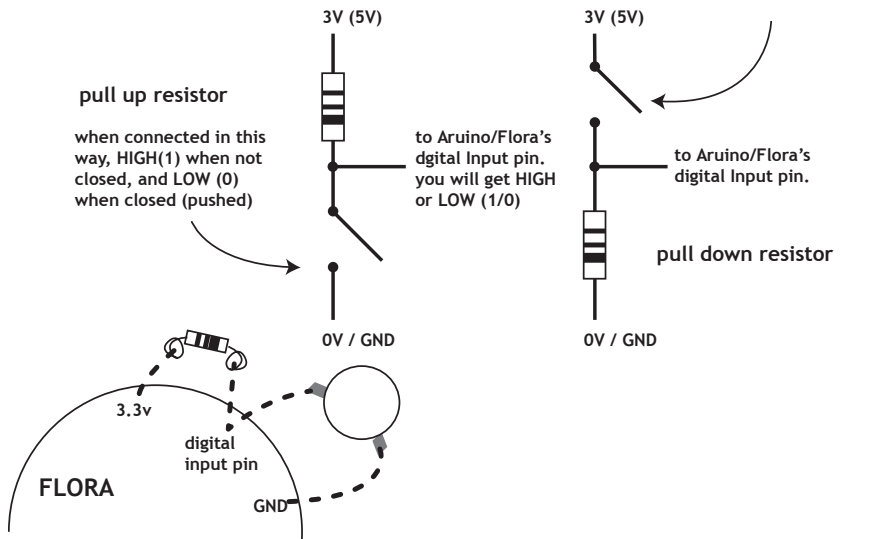 3V (5V)
pull up resistor
when connected in this
way, HIGH(1) when not
closed, and LOW (0)
when closed (pushed)
to Aruino/Flora's
dgital Input pin.
you will get HIGH
or LOW (1/0)
0V / GND
3V (5V)
to Aruino/Flora's
digital Input pin.
pull down resistor
0V / GND
3.3v
digital
input pin
FLORA
GND